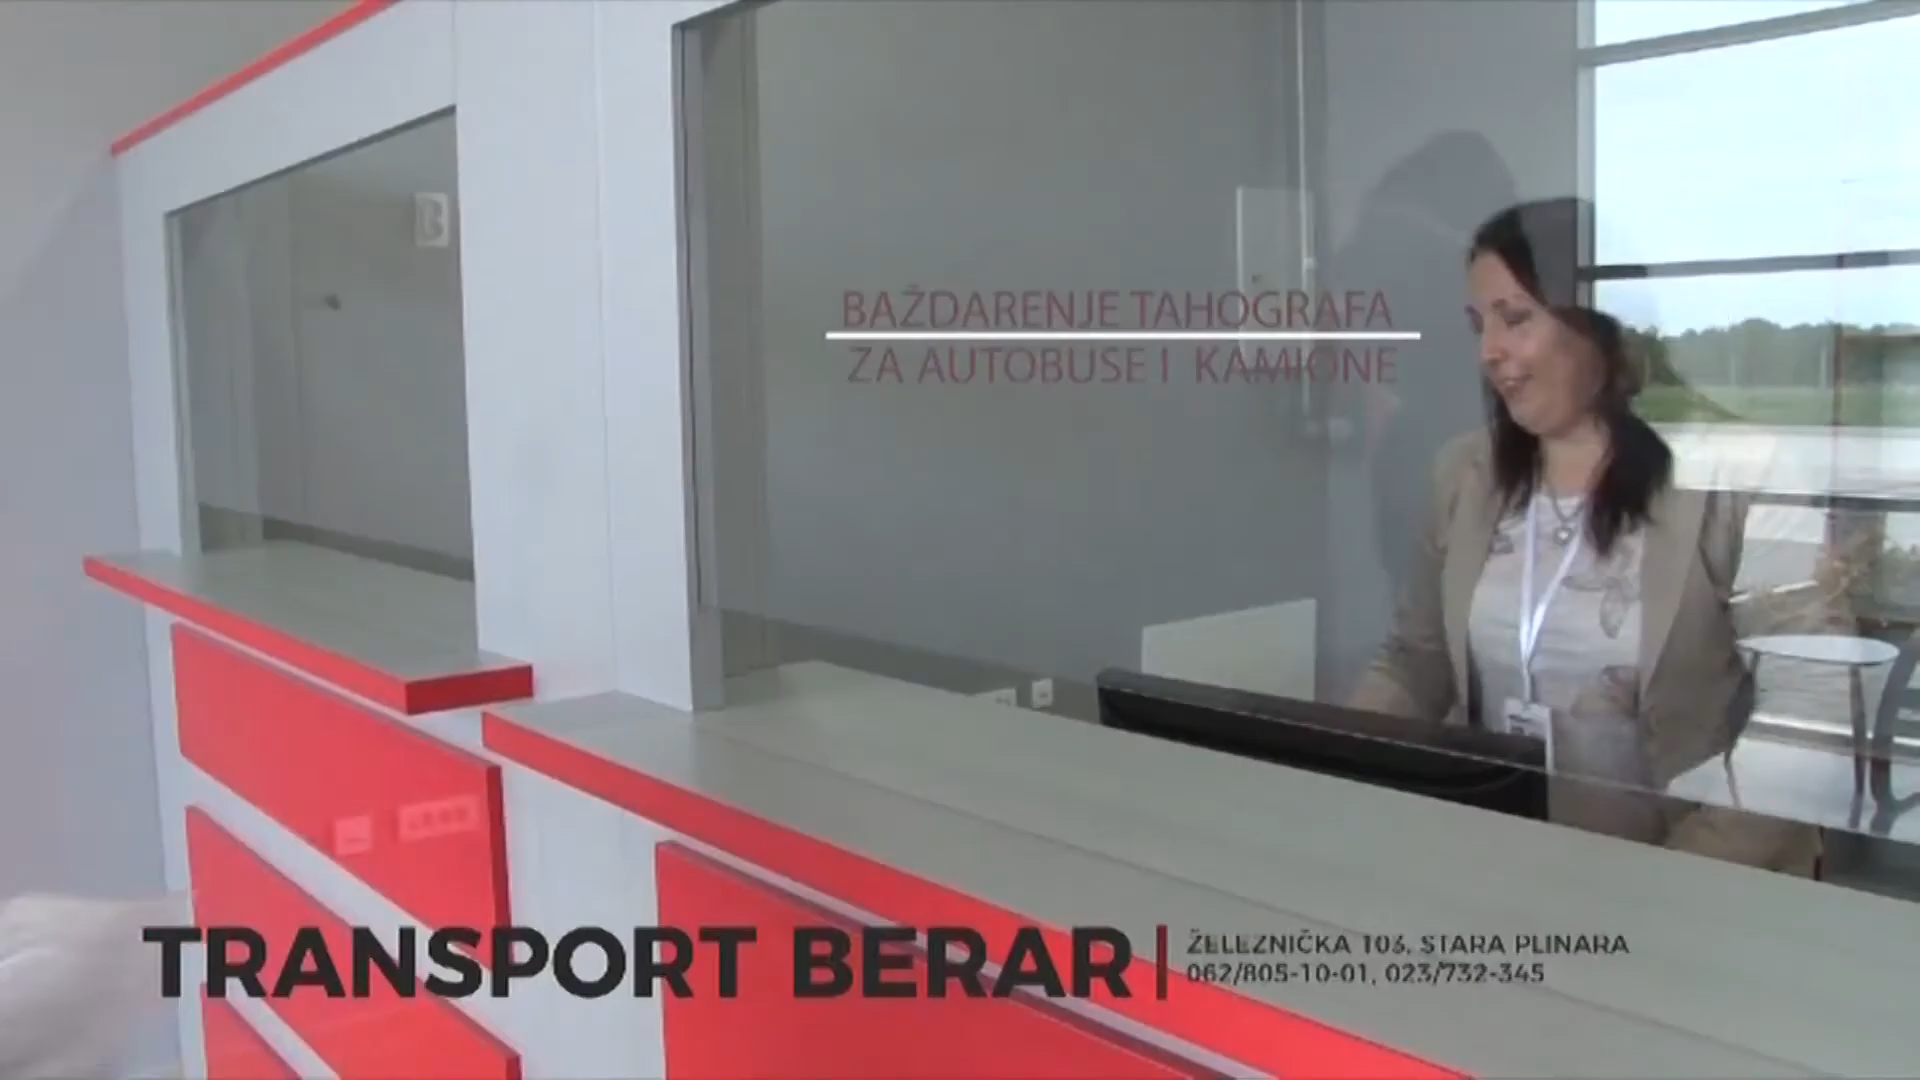 BAŽDARENJE TAHOGRAFA
ZA AUTOBUSE I KAMIONE
TRANSPORT BERAR
ŽELEZNIČKA 103, STARA PLINARA
062/805-10-01, 023/732-345